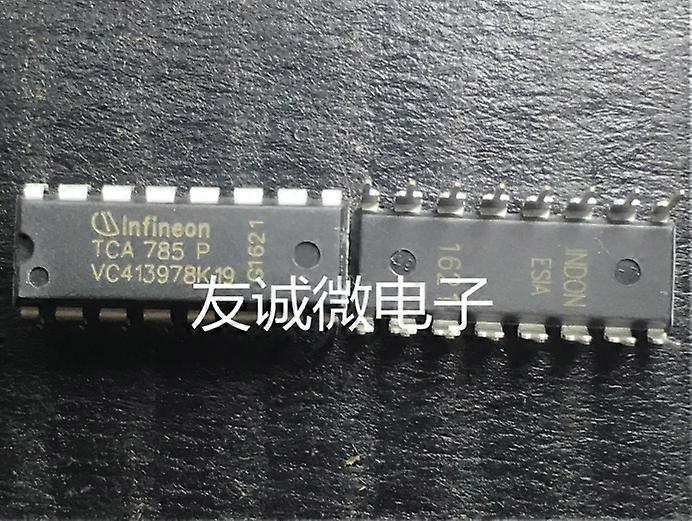 Infineon
TCA 785 P
VC413978K19
G1621
友诚微电子
1621
INDON
ESIA